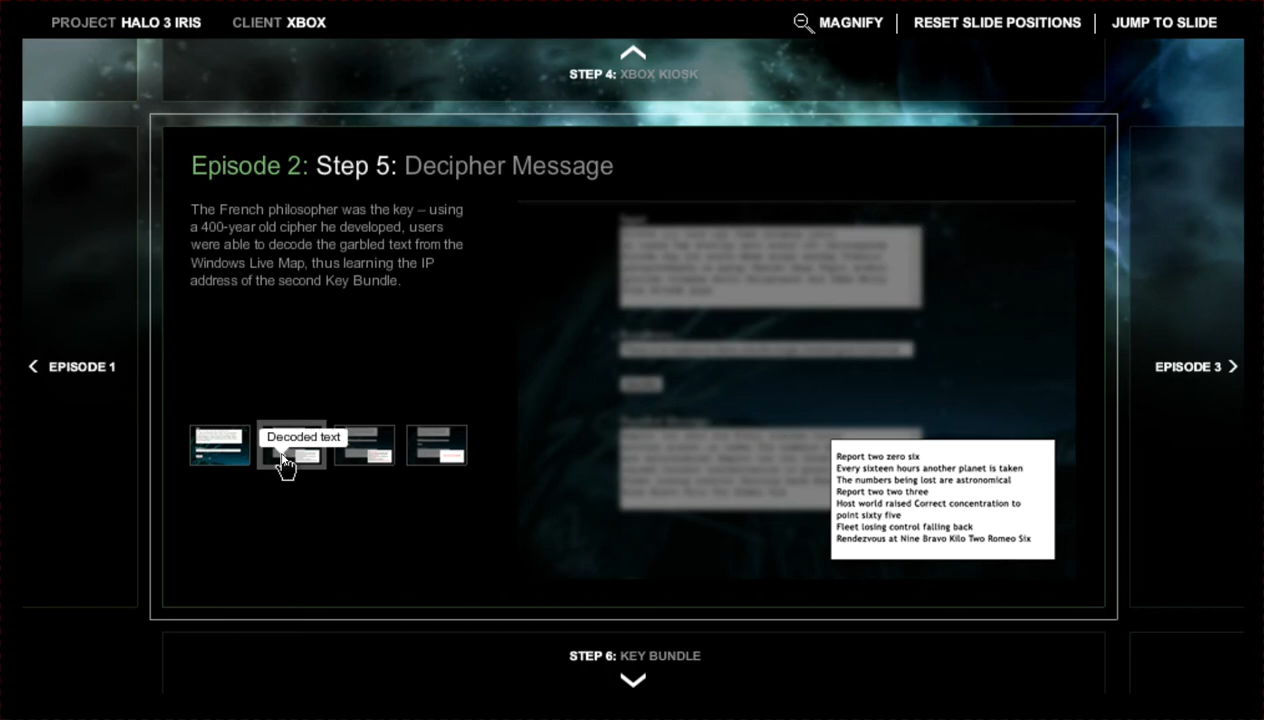 PROJECT HALO 3 IRIS CLIENT XBOX MAGNIFY RESET SLIDE POSITIONS JUMP TO SLIDE
STEP 4: XBOX KIOSK
Episode 2: Step 5: Decipher Message
The French philosopher was the key – using
a 400-year old cipher he developed, users
were able to decode the garbled text from the
Windows Live Map, thus learning the IP
address of the second Key Bundle.
EPISODE 1
EPISODE 3
Decoded text
Report two zero six
Every sixteen hours another planet is taken
The numbers being lost are astronomical
Report two two three
Host world raised Correct concentration to
point sixty five
Fleet losing control falling back
Rendezvous at Nine Bravo Kilo Two Romeo Six
STEP 6: KEY BUNDLE